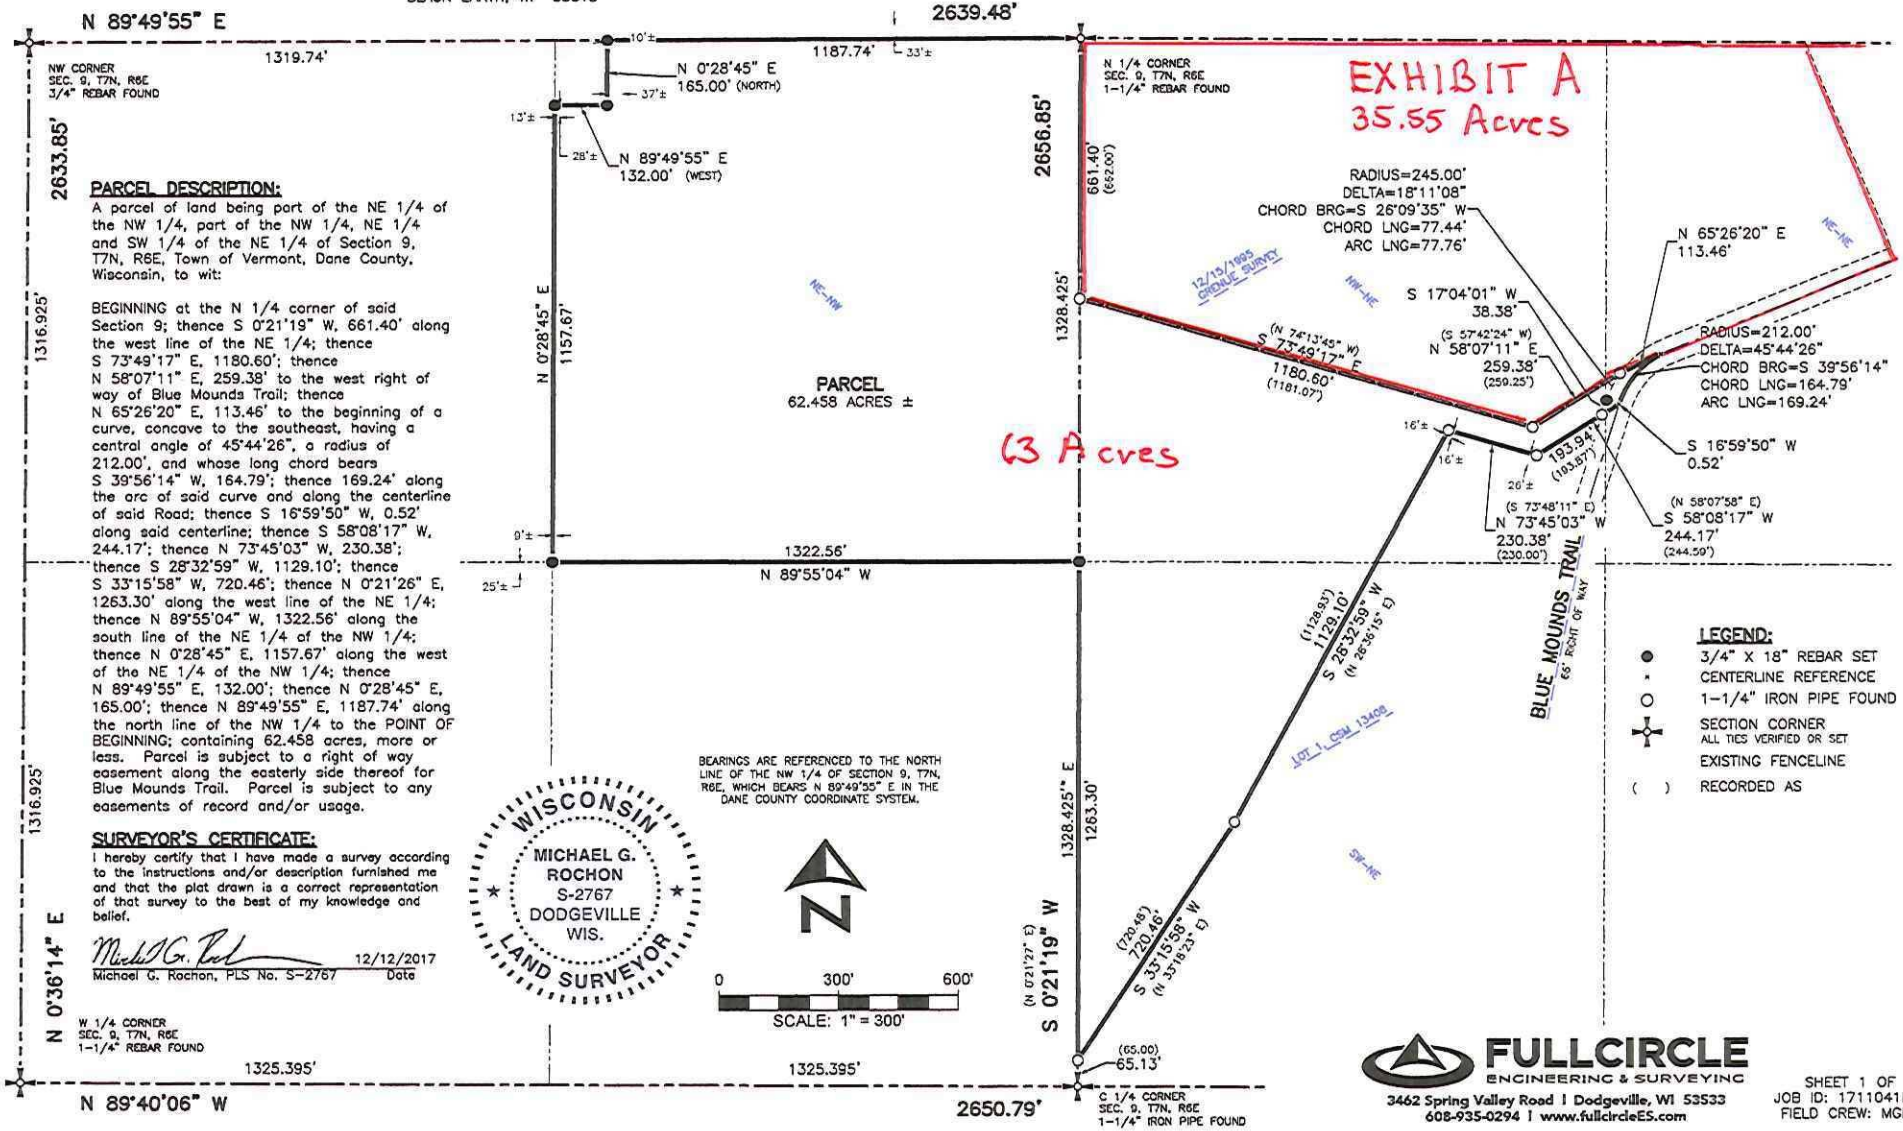 N 89°49'55" E
2639.48'
1319.74'
10'±
1187.74'
33'±
NW CORNER
SEC. 9, T7N, R6E
3/4" REBAR FOUND
N 0°28'45" E
165.00' (NORTH)
37'±
13'±
28'±
N 89°49'55" E
132.00' (WEST)
N 1/4 CORNER
SEC. 9, T7N, R6E
1-1/4" REBAR FOUND
EXHIBIT A
35.55 Acres
2633.85'
2656.85'
661.40'
(662.00')
PARCEL DESCRIPTION:
A parcel of land being part of the NE 1/4 of
the NW 1/4, part of the NW 1/4, NE 1/4
and SW 1/4 of the NE 1/4 of Section 9,
T7N, R6E, Town of Vermont, Dane County,
Wisconsin, to wit:
BEGINNING at the N 1/4 corner of said
Section 9; thence S 0°21'19" W, 661.40' along
the west line of the NE 1/4; thence
S 73°49'17" E, 1180.60'; thence
N 58°07'11" E, 259.38' to the west right of
way of Blue Mounds Trail; thence
N 65°26'20" E, 113.46' to the beginning of a
curve, concave to the southeast, having a
central angle of 45°44'26", a radius of
212.00', and whose long chord bears
S 39°56'14" W, 164.79'; thence 169.24' along
the arc of said curve and along the centerline
of said Road; thence S 16°59'50" W, 0.52'
along said centerline; thence S 58°08'17" W,
244.17'; thence N 73°45'03" W, 230.38';
thence S 28°32'59" W, 1129.10'; thence
S 33°15'58" W, 720.46'; thence N 0°21'26" E,
1263.30' along the west line of the NE 1/4;
thence N 89°55'04" W, 1322.56' along the
south line of the NE 1/4 of the NW 1/4;
thence N 0°28'45" E, 1157.67' along the west
of the NE 1/4 of the NW 1/4; thence
N 89°49'55" E, 132.00'; thence N 0°28'45" E,
165.00'; thence N 89°49'55" E, 1187.74' along
the north line of the NW 1/4 to the POINT OF
BEGINNING; containing 62.458 acres, more or
less. Parcel is subject to a right of way
easement along the easterly side thereof for
Blue Mounds Trail. Parcel is subject to any
easements of record and/or usage.
SURVEYOR'S CERTIFICATE:
I hereby certify that I have made a survey according
to the instructions and/or description furnished me
and that the plat drawn is a correct representation
of that survey to the best of my knowledge and
belief.
12/12/2017
Michael G. Rochon, PLS No. S-2767
Date
1316.925'
1316.925'
N 0°36'14" E
W 1/4 CORNER
SEC. 9, T7N, R6E
1-1/4" REBAR FOUND
1325.395'
N 89°40'06" W
N 0°28'45" E
1157.67'
NE-NW
PARCEL
62.458 ACRES ±
63 Acres
9'±
25'±
1322.56'
N 89°55'04" W
1328.425'
RADIUS=245.00'
DELTA=18°11'08"
CHORD BRG=S 26°09'35" W
CHORD LNG=77.44'
ARC LNG=77.76'
12/15/1995
GRENLIE SURVEY
NW-NE
NE-NE
N 65°26'20" E
113.46'
S 17°04'01" W
38.38'
(S 57°42'24" W)
N 58°07'11" E
259.38'
(259.25')
(N 74°13'45" W)
S 73°49'17" E
1180.60'
(1181.07')
RADIUS=212.00'
DELTA=45°44'26"
CHORD BRG=S 39°56'14"
CHORD LNG=164.79'
ARC LNG=169.24'
16'±
16'±
26'±
193.94'
(193.87')
S 16°59'50" W
0.52'
(S 73°48'11" E)
N 73°45'03" W
230.38'
(230.00')
(N 58°07'58" E)
S 58°08'17" W
244.17'
(244.59')
BLUE MOUNDS TRAIL
66' RIGHT OF WAY
(1128.93')
1129.10'
S 28°32'59" W
(N 28°36'15" E)
LOT 1, CSM 13408
SW-NE
LEGEND:
3/4" X 18" REBAR SET
CENTERLINE REFERENCE
1-1/4" IRON PIPE FOUND
SECTION CORNER
ALL TIES VERIFIED OR SET
EXISTING FENCELINE
( ) RECORDED AS
BEARINGS ARE REFERENCED TO THE NORTH
LINE OF THE NW 1/4 OF SECTION 9, T7N,
R6E, WHICH BEARS N 89°49'55" E IN THE
DANE COUNTY COORDINATE SYSTEM.
WISCONSIN
MICHAEL G.
ROCHON
S-2767
DODGEVILLE
WIS.
LAND SURVEYOR
N
0 300' 600'
SCALE: 1" = 300'
1328.425'
1263.30'
(N 0°21'27" E)
S 0°21'19" W
N 0°21'26" E
(720.48')
720.46'
S 33°15'58" W
(N 33°18'23" E)
(65.00)
65.13'
1325.395'
2650.79'
C 1/4 CORNER
SEC. 9, T7N, R6E
1-1/4" IRON PIPE FOUND
FULLCIRCLE
ENGINEERING & SURVEYING
3462 Spring Valley Road | Dodgeville, WI 53533
608-935-0294 | www.fullcircleES.com
SHEET 1 OF
JOB ID: 1711041
FIELD CREW: MG